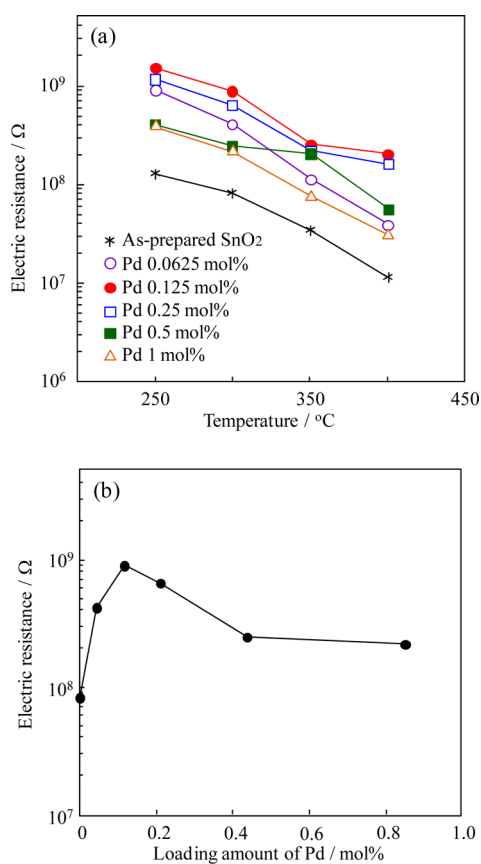 (a)
10⁹
10⁸
10⁷
10⁶
Electric resistance / Ω
As-prepared SnO₂
Pd 0.0625 mol%
Pd 0.125 mol%
Pd 0.25 mol%
Pd 0.5 mol%
Pd 1 mol%
250 300 350 400 450
Temperature / °C
(b)
10⁹
10⁸
10⁷
Electric resistance / Ω
0 0.2 0.4 0.6 0.8 1.0
Loading amount of Pd / mol%